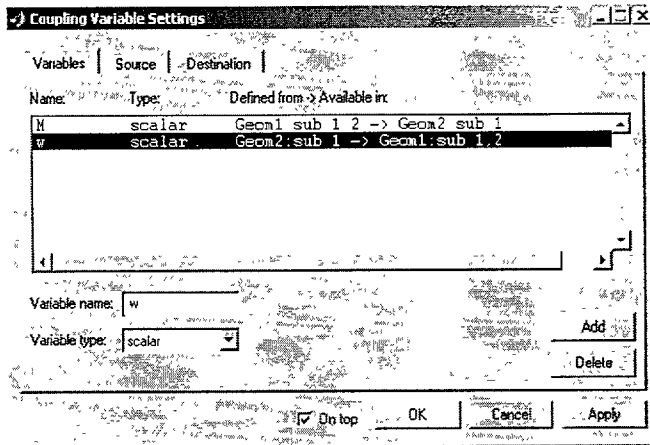 Coupling Variable Settings
Variables Source Destination
Name: Type: Defined from -> Available in:
M scalar Geom1 sub 1 2 -> Geom2 sub 1
w scalar Geom2:sub 1 -> Geom1:sub 1,2
Variable name: w
Variable type: scalar
Add
Delete
On top OK Cancel Apply